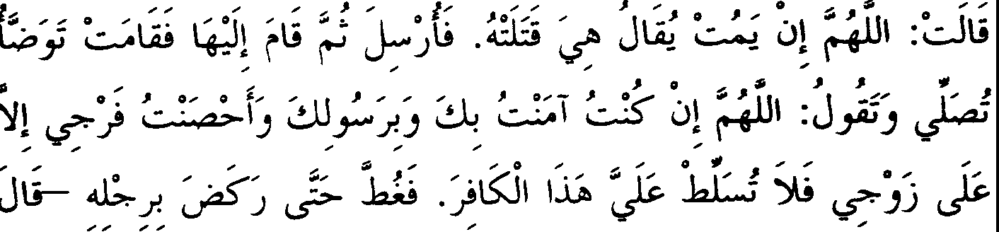 قَالَتْ: اللَّهُمَّ إِنْ يَمُتْ يُقَالُ هِيَ قَتَلَتْهُ. فَأُرْسِلَ ثُمَّ قَامَ إِلَيْهَا فَقَامَتْ تَوَضَّأُ
تُصَلِّي وَتَقُولُ: اللَّهُمَّ إِنْ كُنْتُ آمَنْتُ بِكَ وَبِرَسُولِكَ وَأَحْصَنْتُ فَرْجِي إِلاَّ
عَلَى زَوْجِي فَلاَ تُسَلِّطْ عَلَيَّ هَذَا الْكَافِرَ. فَغُطَّ حَتَّى رَكَضَ بِرِجْلِهِ –قَالَ